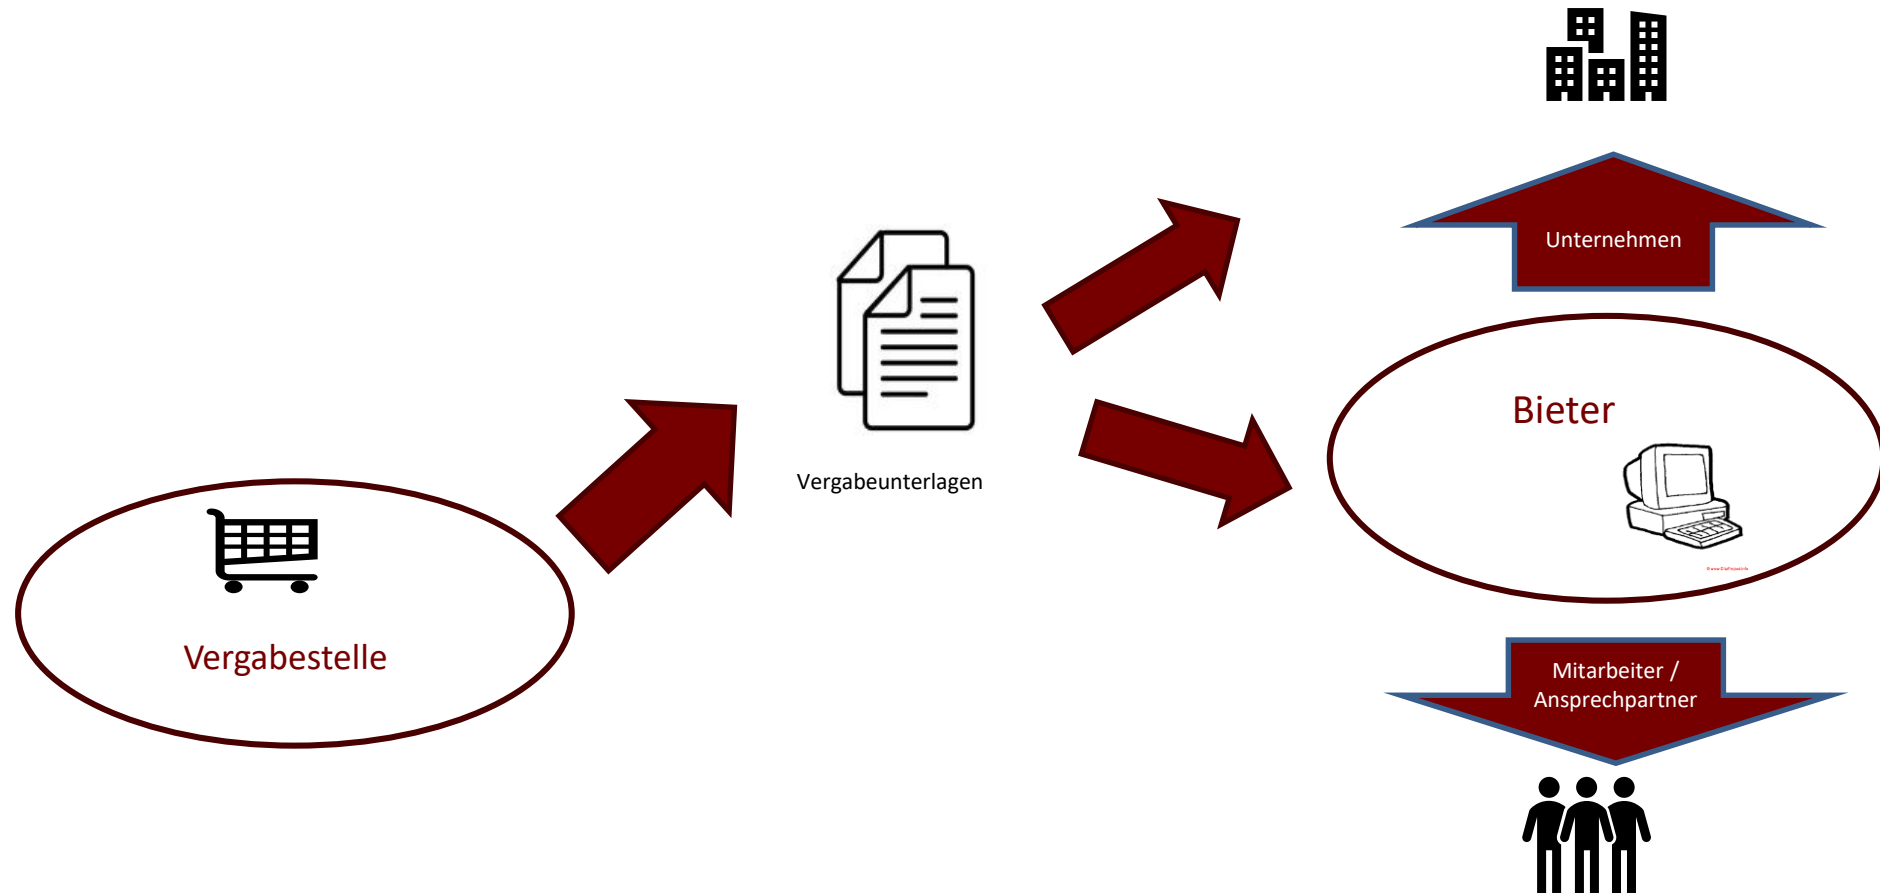 Unternehmen
Bieter
Vergabeunterlagen
Vergabestelle
Mitarbeiter /
Ansprechpartner